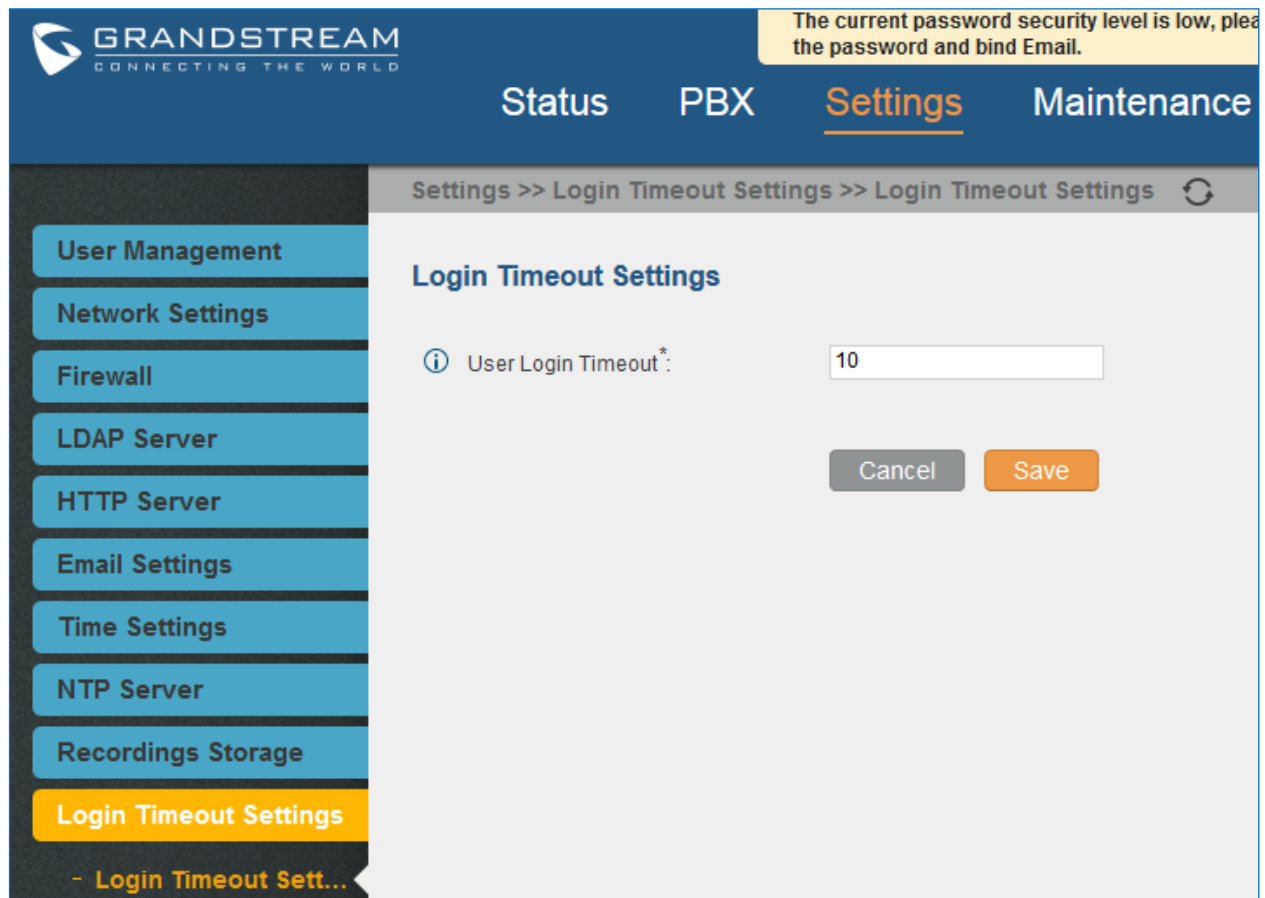 GRANDSTREAM
CONNECTING THE WORLD
The current password security level is low, plea
the password and bind Email.
Status PBX Settings Maintenance
Settings >> Login Timeout Settings >> Login Timeout Settings
User Management
Network Settings
Firewall
LDAP Server
HTTP Server
Email Settings
Time Settings
NTP Server
Recordings Storage
Login Timeout Settings
- Login Timeout Sett...
Login Timeout Settings
User Login Timeout*: 10
Cancel Save